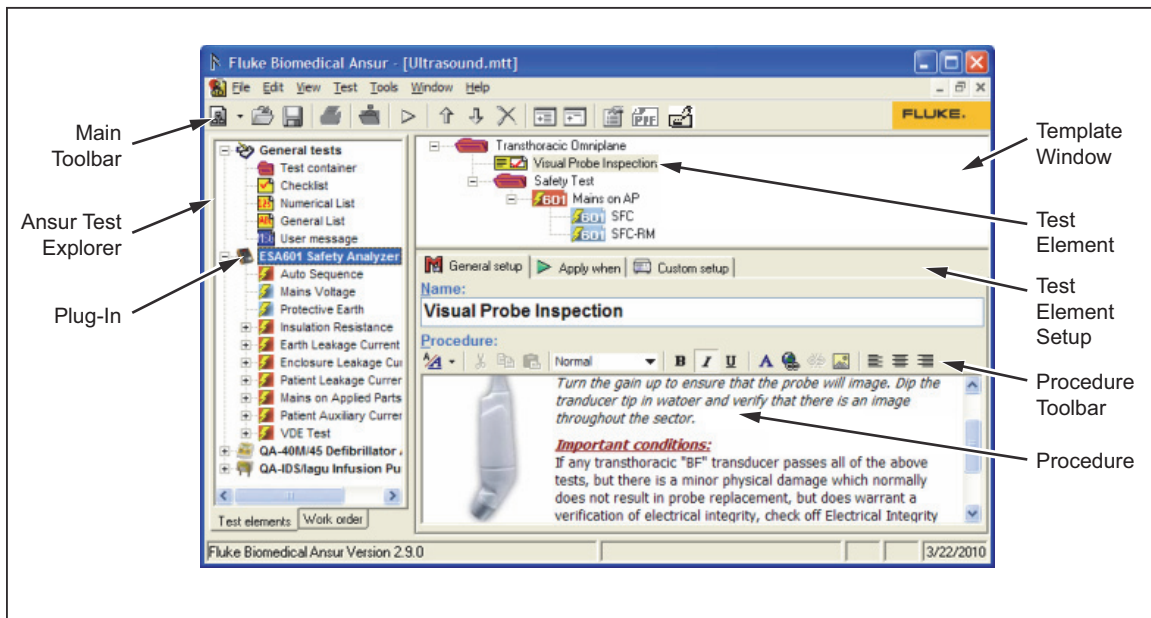 Fluke Biomedical Ansur - [Ultrasound.mtt]
File Edit View Test Tools Window Help
FLUKE.
Main
Toolbar
Ansur Test
Explorer
Plug-In
General tests
Test container
Checklist
Numerical List
General List
User message
ESA601 Safety Analyzer
Auto Sequence
Mains Voltage
Protective Earth
Insulation Resistance
Earth Leakage Current
Enclosure Leakage Cur
Patient Leakage Currer
Mains on Applied Parts
Patient Auxiliary Currer
VDE Test
QA-40M/45 Defibrillator
QA-IDS/Iagu Infusion Pu
Test elements Work order
Transthoracic Omniplane
Visual Probe Inspection
Safety Test
601 Mains on AP
601 SFC
601 SFC-RM
General setup Apply when Custom setup
Name:
Visual Probe Inspection
Procedure:
Normal B I U A
Turn the gain up to ensure that the probe will image. Dip the
tranducer tip in watoer and verify that there is an image
throughout the sector.
Important conditions:
If any transthoracic "BF" transducer passes all of the above
tests, but there is a minor physical damage which normally
does not result in probe replacement, but does warrant a
verification of electrical integrity, check off Electrical Integrity
Fluke Biomedical Ansur Version 2.9.0
3/22/2010
Template
Window
Test
Element
Test
Element
Setup
Procedure
Toolbar
Procedure